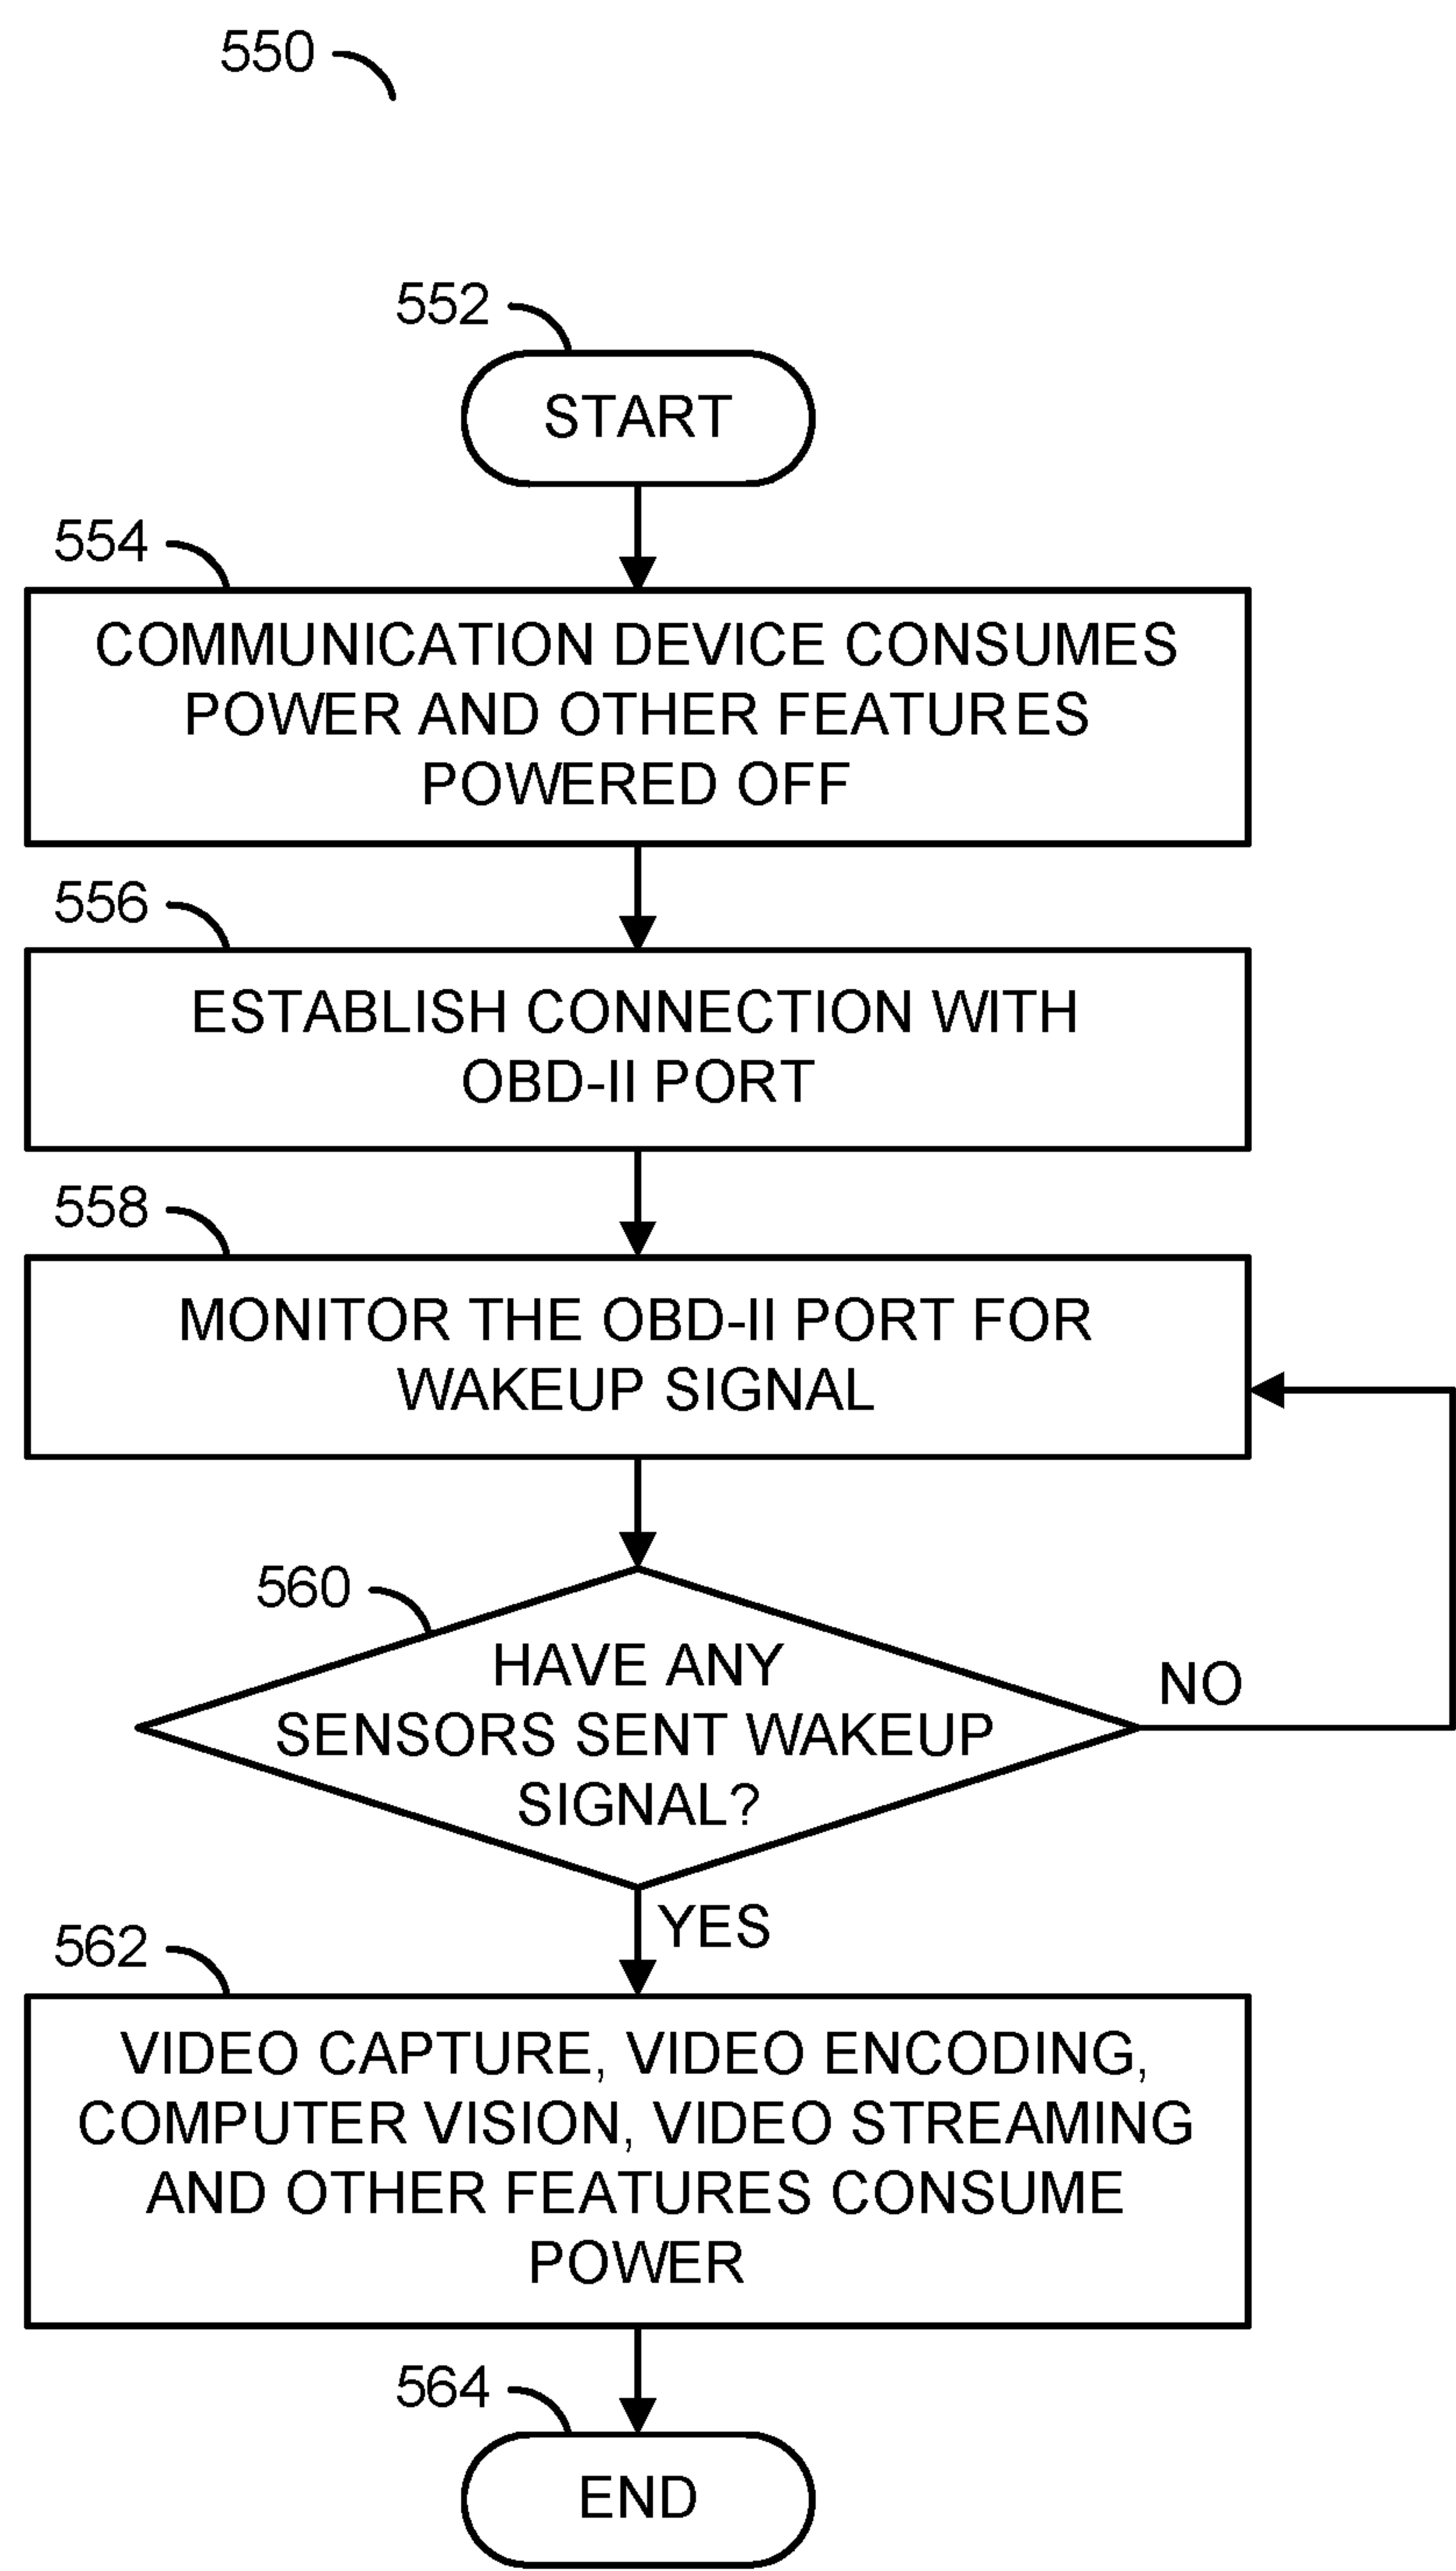 550
552
START
554
COMMUNICATION DEVICE CONSUMES
POWER AND OTHER FEATURES
POWERED OFF
556
ESTABLISH CONNECTION WITH
OBD-II PORT
558
MONITOR THE OBD-II PORT FOR
WAKEUP SIGNAL
560
HAVE ANY
SENSORS SENT WAKEUP
SIGNAL?
NO
YES
562
VIDEO CAPTURE, VIDEO ENCODING,
COMPUTER VISION, VIDEO STREAMING
AND OTHER FEATURES CONSUME
POWER
564
END